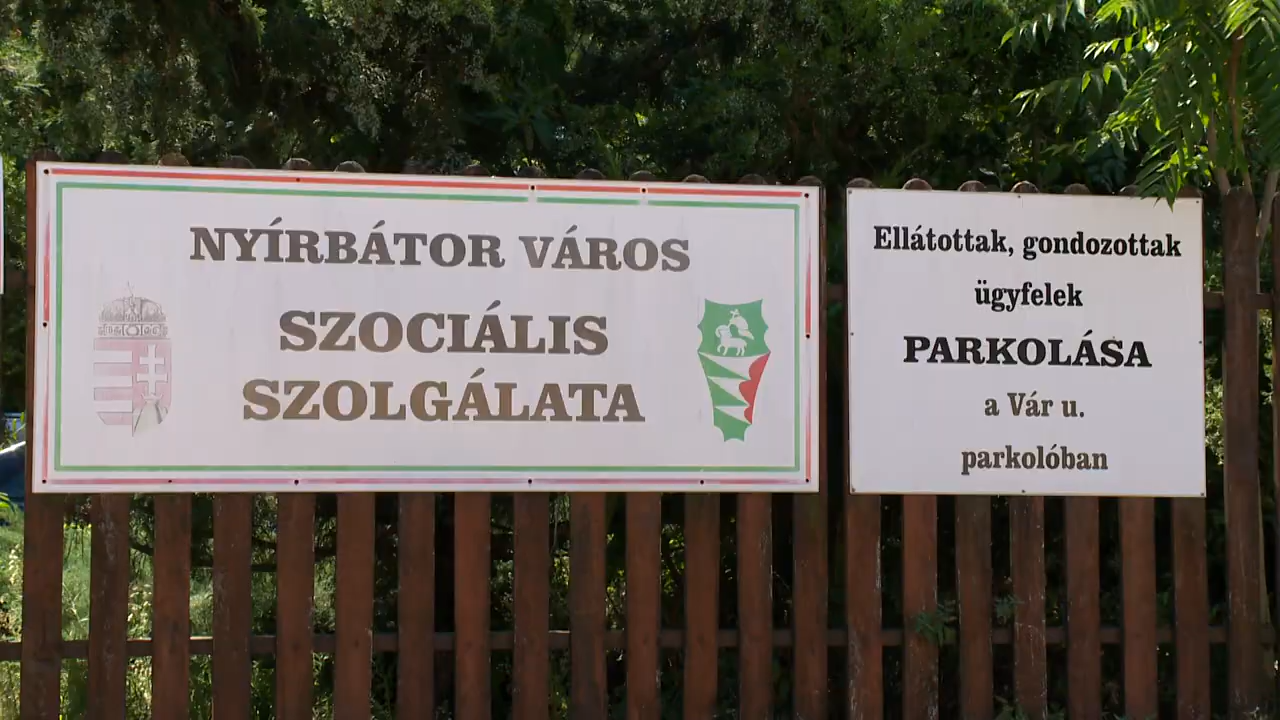 NYÍRBÁTOR VÁROS
SZOCIÁLIS
SZOLGÁLATA
Ellátottak, gondozottak
ügyfelek
PARKOLÁSA
a Vár u.
parkolóban